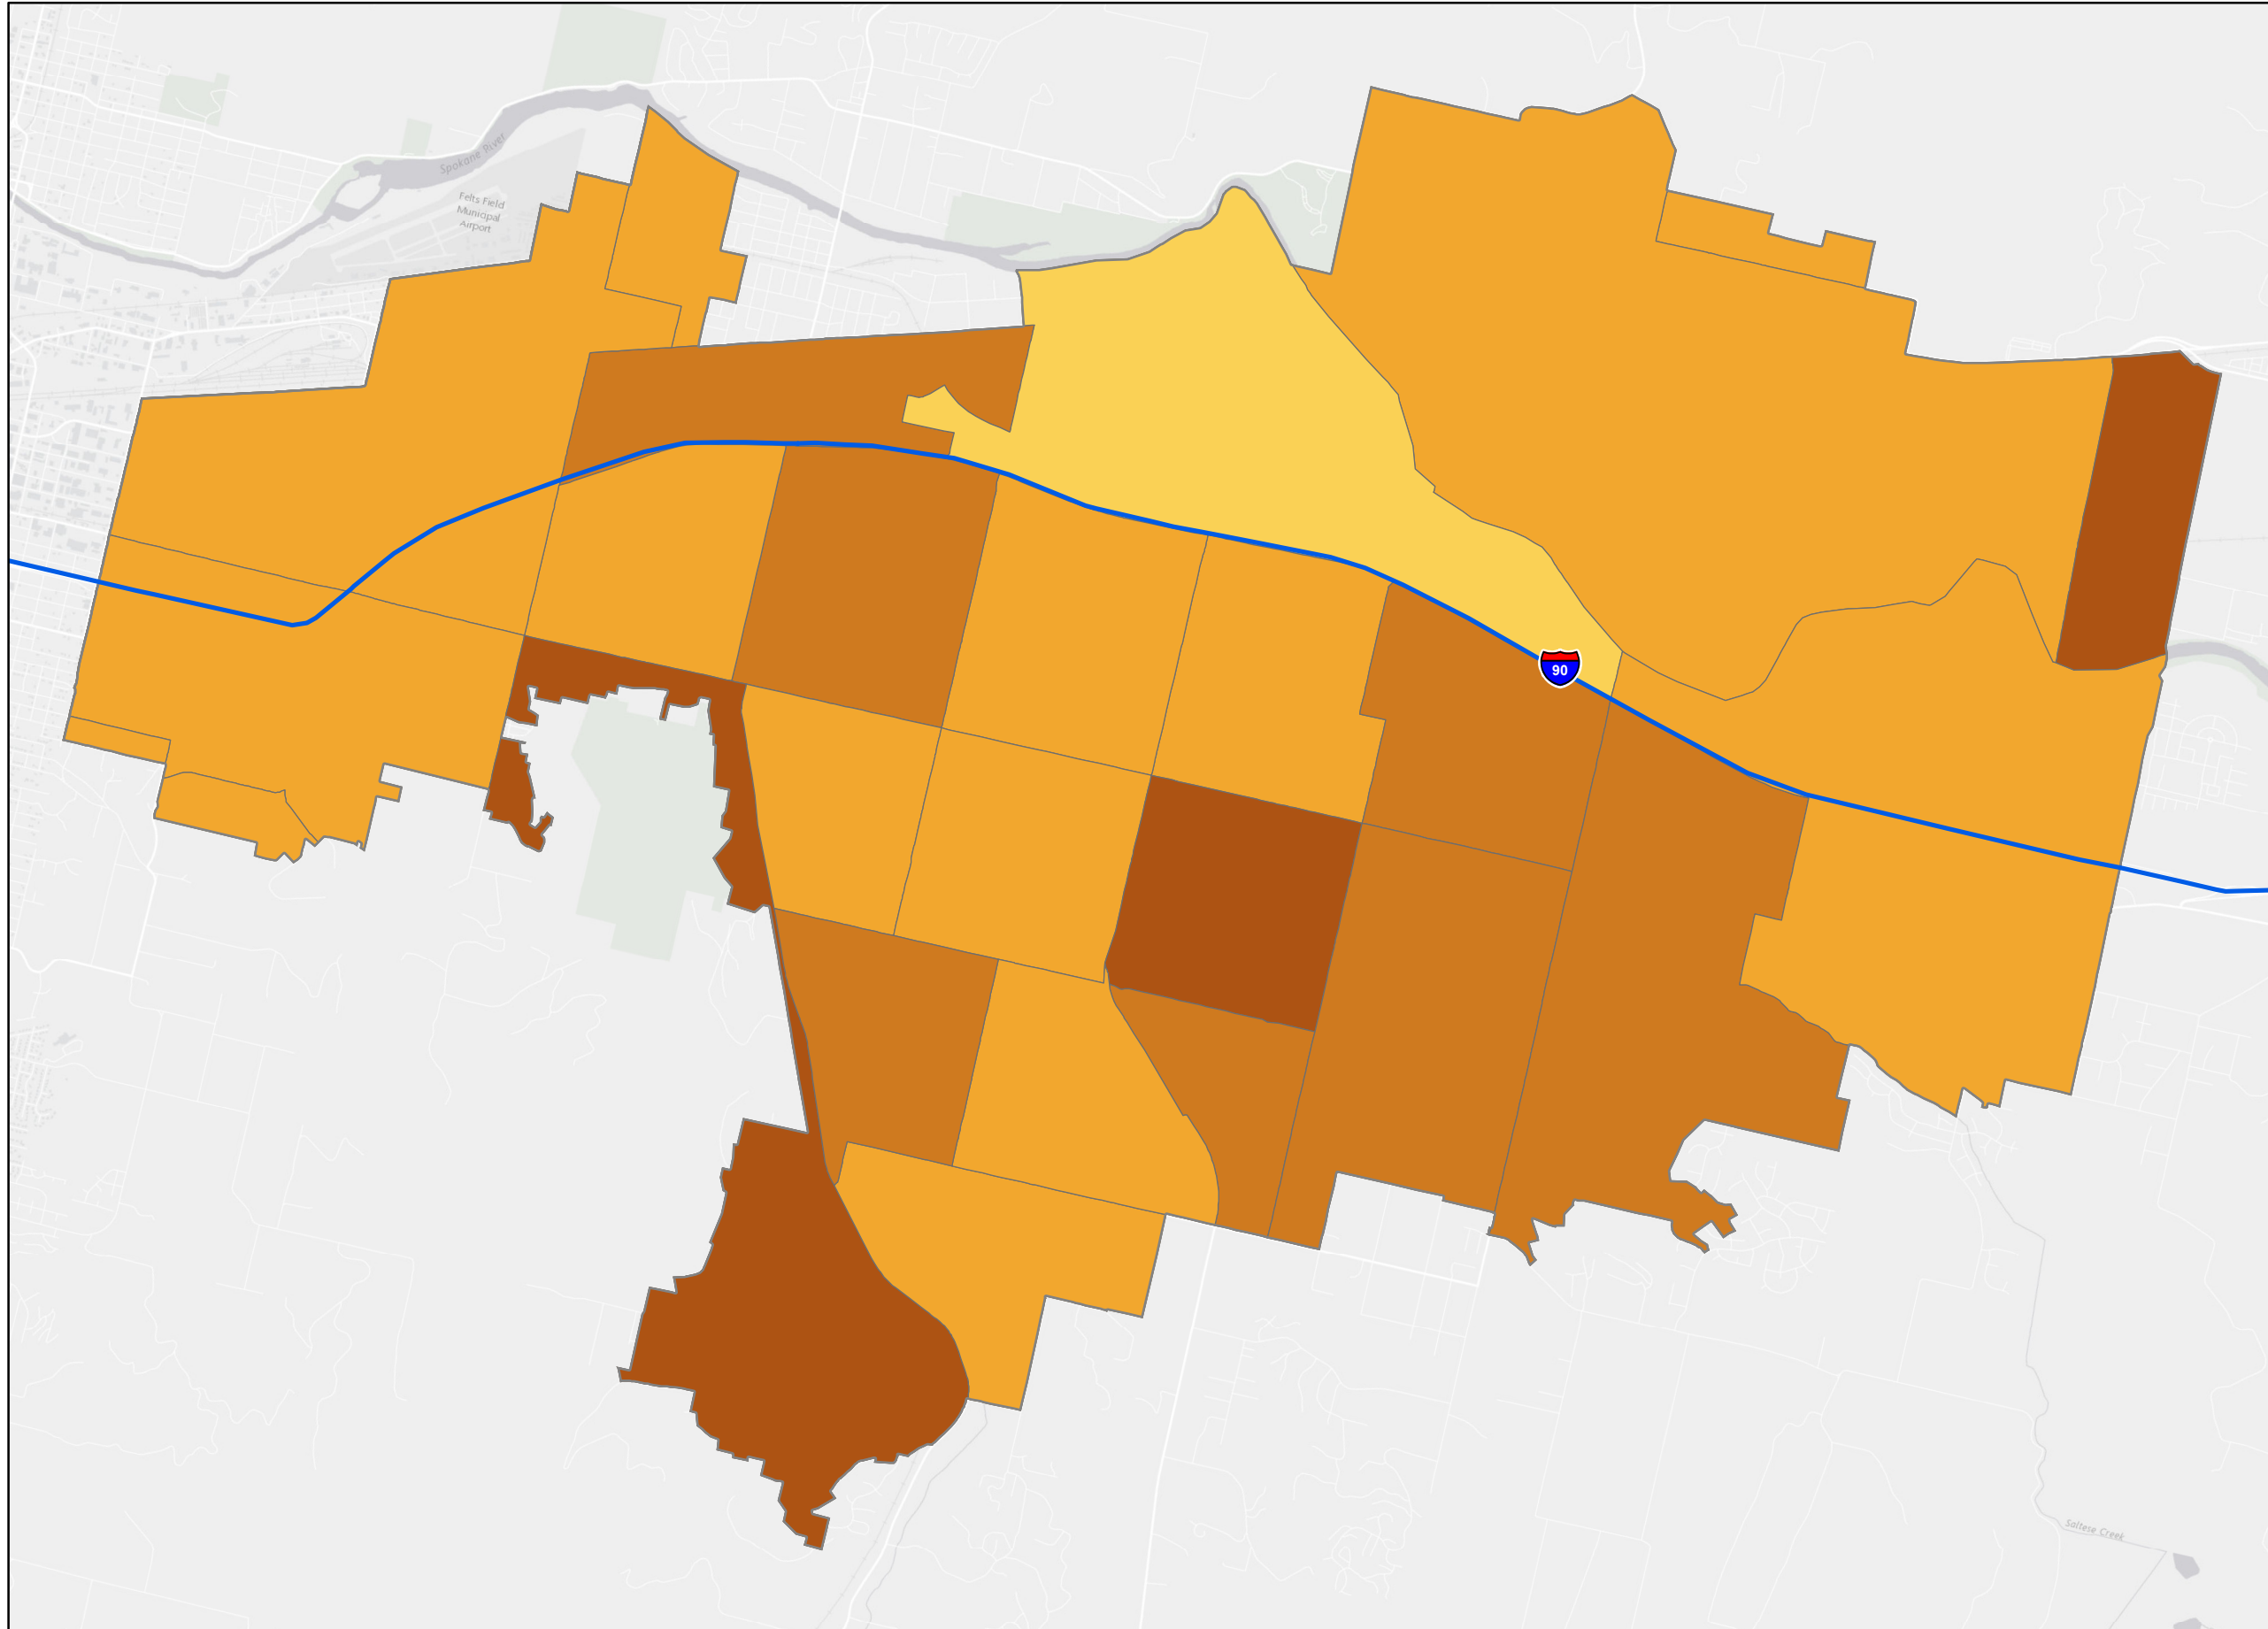 Spokane River
Felts Field
Municipal
Airport
90
Saltese Creek